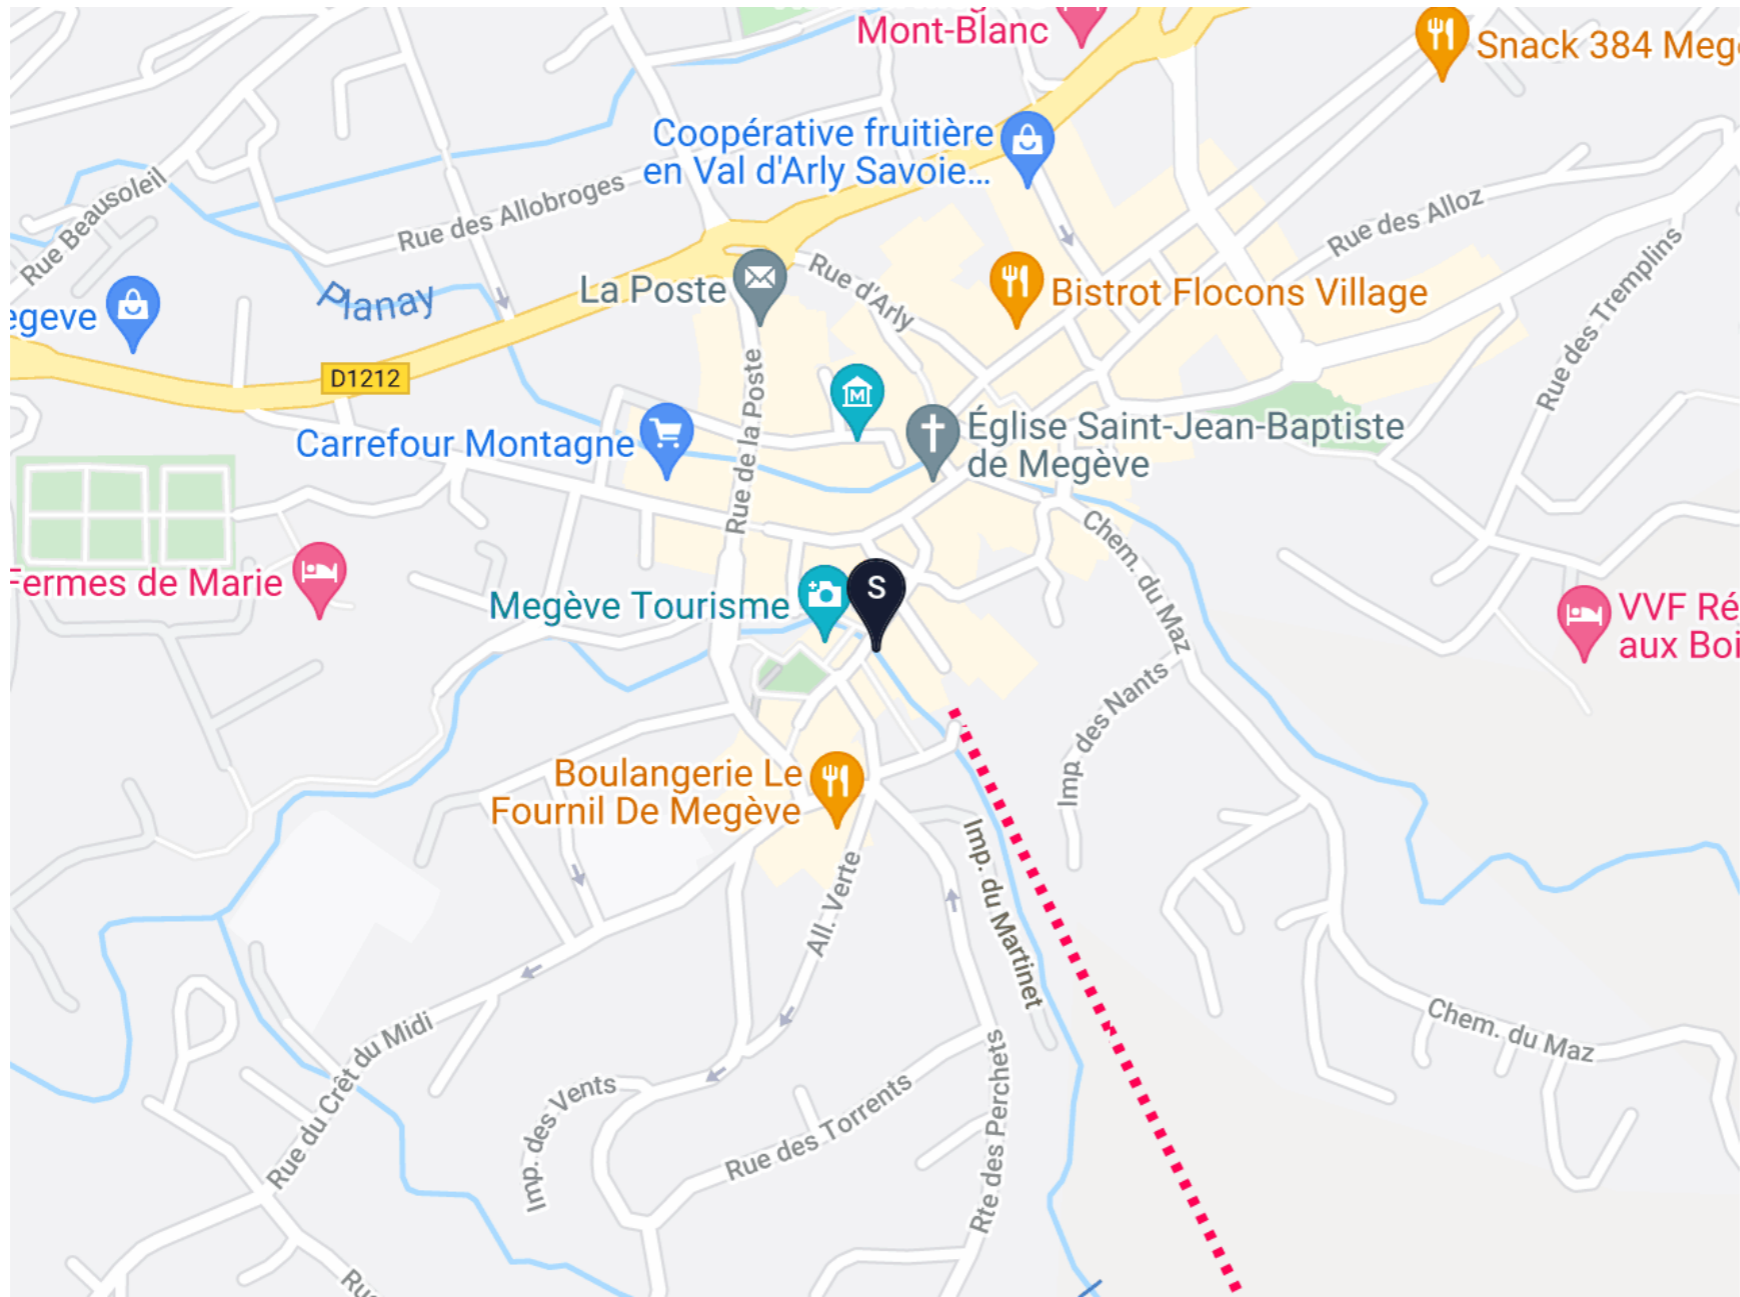 Mont-Blanc
Snack 384 Meg
Coopérative fruitière
en Val d'Arly Savoie...
Rue Beausoleil
Rue des Allobroges
Rue des Alloz
Rue des Tremplins
La Poste
Rue d'Arly
Bistrot Flocons Village
Planay
egeve
D1212
Rue de la Poste
M
Carrefour Montagne
Église Saint-Jean-Baptiste
de Megève
Chem. du Maz
Fermes de Marie
Megève Tourisme
S
VVF Ré
aux Boi
Imp. des Nants
Boulangerie Le
Fournil De Megève
Imp. du Martinet
All. Verte
Rue du Crêt du Midi
Chem. du Maz
Imp. des Vents
Rue des Torrents
Rte des Perchets
Rue